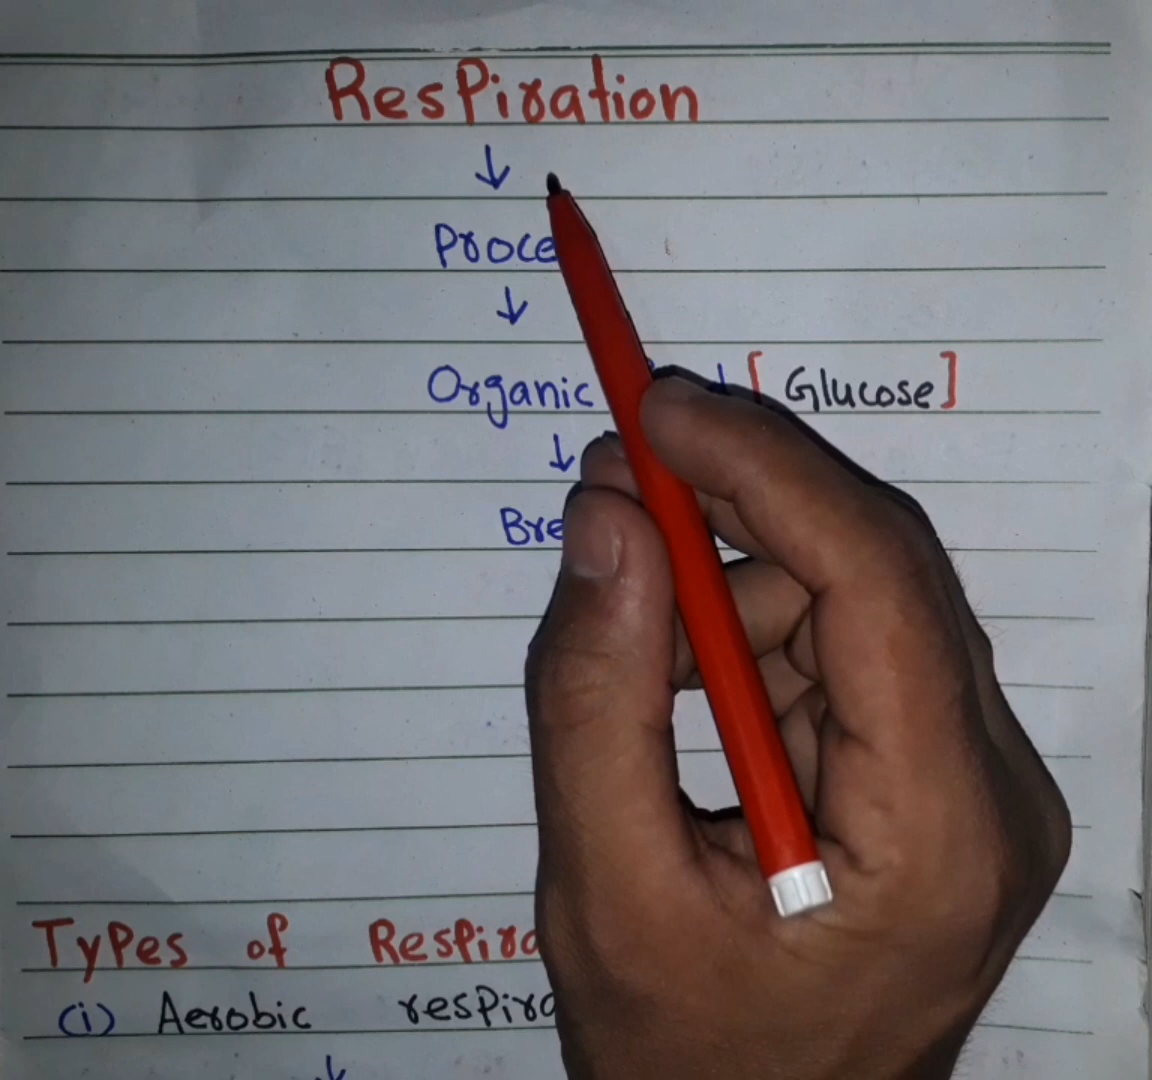 Respiration
↓
Proce
↓
Organic [Glucose]
↓
Bre
Types of Respira
(i) Aerobic respira
↓